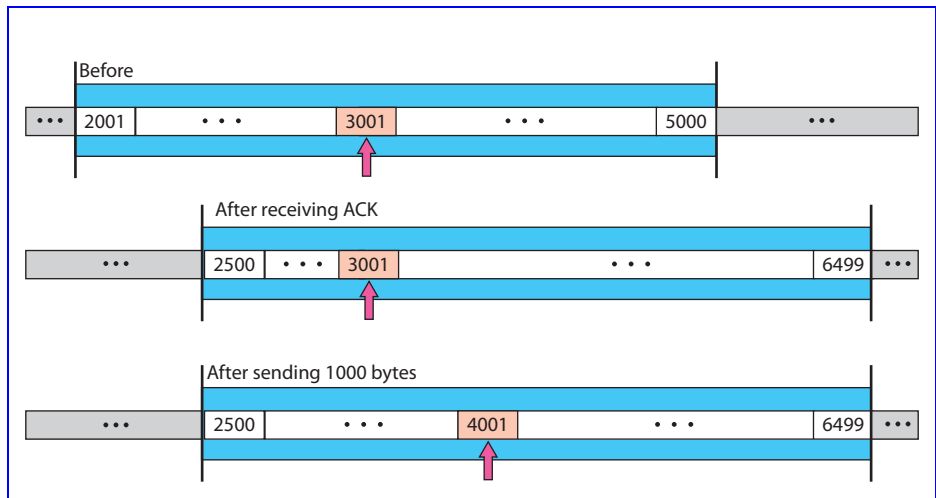 Before
••• 2001 • • • 3001 • • • 5000 •••
After receiving ACK
••• 2500 • • • 3001 • • • 6499 •••
After sending 1000 bytes
••• 2500 • • • 4001 • • • 6499 •••